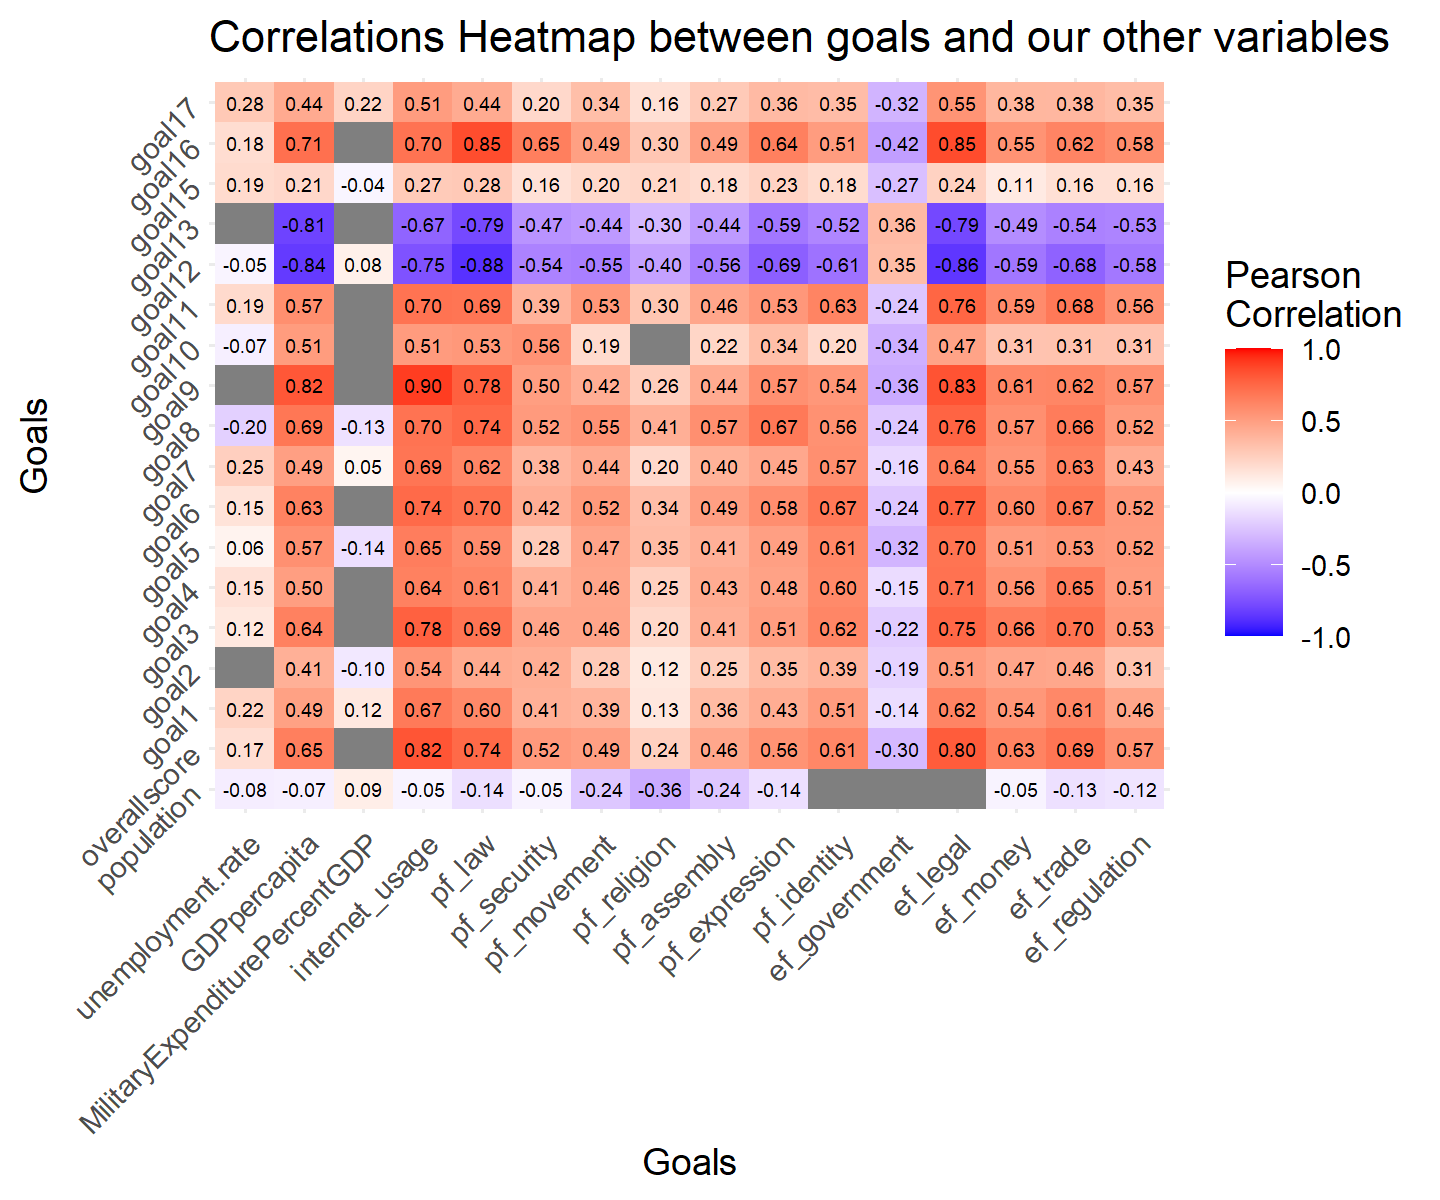 Correlations Heatmap between goals and our other variables
goal17 0.28 0.44 0.22 0.51 0.44 0.20 0.34 0.16 0.27 0.36 0.35 -0.32 0.55 0.38 0.38 0.35
goal16 0.18 0.71 0.70 0.85 0.65 0.49 0.30 0.49 0.64 0.51 -0.42 0.85 0.55 0.62 0.58
goal15 0.19 0.21 -0.04 0.27 0.28 0.16 0.20 0.21 0.18 0.23 0.18 -0.27 0.24 0.11 0.16 0.16
goal13 -0.81 -0.67 -0.79 -0.47 -0.44 -0.30 -0.44 -0.59 -0.52 0.36 -0.79 -0.49 -0.54 -0.53
goal12 -0.05 -0.84 0.08 -0.75 -0.88 -0.54 -0.55 -0.40 -0.56 -0.69 -0.61 0.35 -0.86 -0.59 -0.68 -0.58
goal11 0.19 0.57 0.70 0.69 0.39 0.53 0.30 0.46 0.53 0.63 -0.24 0.76 0.59 0.68 0.56
goal10 -0.07 0.51 0.51 0.53 0.56 0.19 0.22 0.34 0.20 -0.34 0.47 0.31 0.31 0.31
goal9 0.82 0.90 0.78 0.50 0.42 0.26 0.44 0.57 0.54 -0.36 0.83 0.61 0.62 0.57
goal8 -0.20 0.69 -0.13 0.70 0.74 0.52 0.55 0.41 0.57 0.67 0.56 -0.24 0.76 0.57 0.66 0.52
goal7 0.25 0.49 0.05 0.69 0.62 0.38 0.44 0.20 0.40 0.45 0.57 -0.16 0.64 0.55 0.63 0.43
goal6 0.15 0.63 0.74 0.70 0.42 0.52 0.34 0.49 0.58 0.67 -0.24 0.77 0.60 0.67 0.52
goal5 0.06 0.57 -0.14 0.65 0.59 0.28 0.47 0.35 0.41 0.49 0.61 -0.32 0.70 0.51 0.53 0.52
goal4 0.15 0.50 0.64 0.61 0.41 0.46 0.25 0.43 0.48 0.60 -0.15 0.71 0.56 0.65 0.51
goal3 0.12 0.64 0.78 0.69 0.46 0.46 0.20 0.41 0.51 0.62 -0.22 0.75 0.66 0.70 0.53
goal2 0.41 -0.10 0.54 0.44 0.42 0.28 0.12 0.25 0.35 0.39 -0.19 0.51 0.47 0.46 0.31
goal1 0.22 0.49 0.12 0.67 0.60 0.41 0.39 0.13 0.36 0.43 0.51 -0.14 0.62 0.54 0.61 0.46
overallscore 0.17 0.65 0.82 0.74 0.52 0.49 0.24 0.46 0.56 0.61 -0.30 0.80 0.63 0.69 0.57
population -0.08 -0.07 0.09 -0.05 -0.14 -0.05 -0.24 -0.36 -0.24 -0.14 -0.05 -0.13 -0.12
unemployment.rate
GDPpercapita
MilitaryExpenditurePercentGDP
internet_usage
pf_law
pf_security
pf_movement
pf_religion
pf_assembly
pf_expression
pf_identity
ef_government
ef_legal
ef_money
ef_trade
ef_regulation
Goals
Goals
Pearson
Correlation
1.0
0.5
0.0
-0.5
-1.0